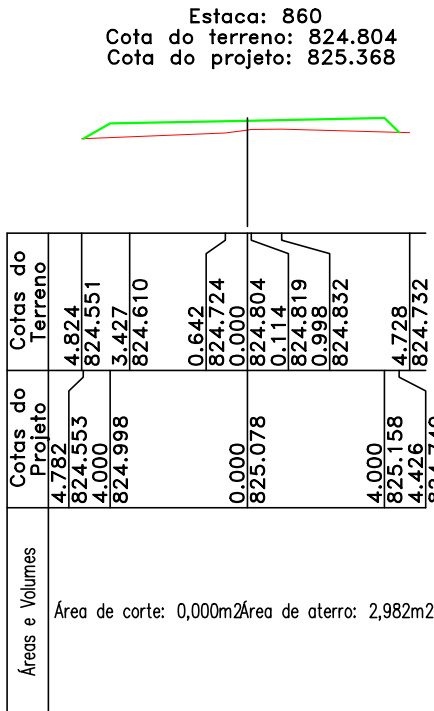 Estaca: 860
Cota do terreno: 824.804
Cota do projeto: 825.368
Cotas do
Terreno
4.824
824.551
3.427
824.610
0.642
824.724
0.000
824.804
0.114
824.819
0.998
824.832
4.728
824.732
Cotas do
Projeto
4.782
824.553
4.000
824.998
0.000
825.078
4.000
825.158
4.426
Áreas e Volumes
Área de corte: 0,000m2
Área de aterro: 2,982m2